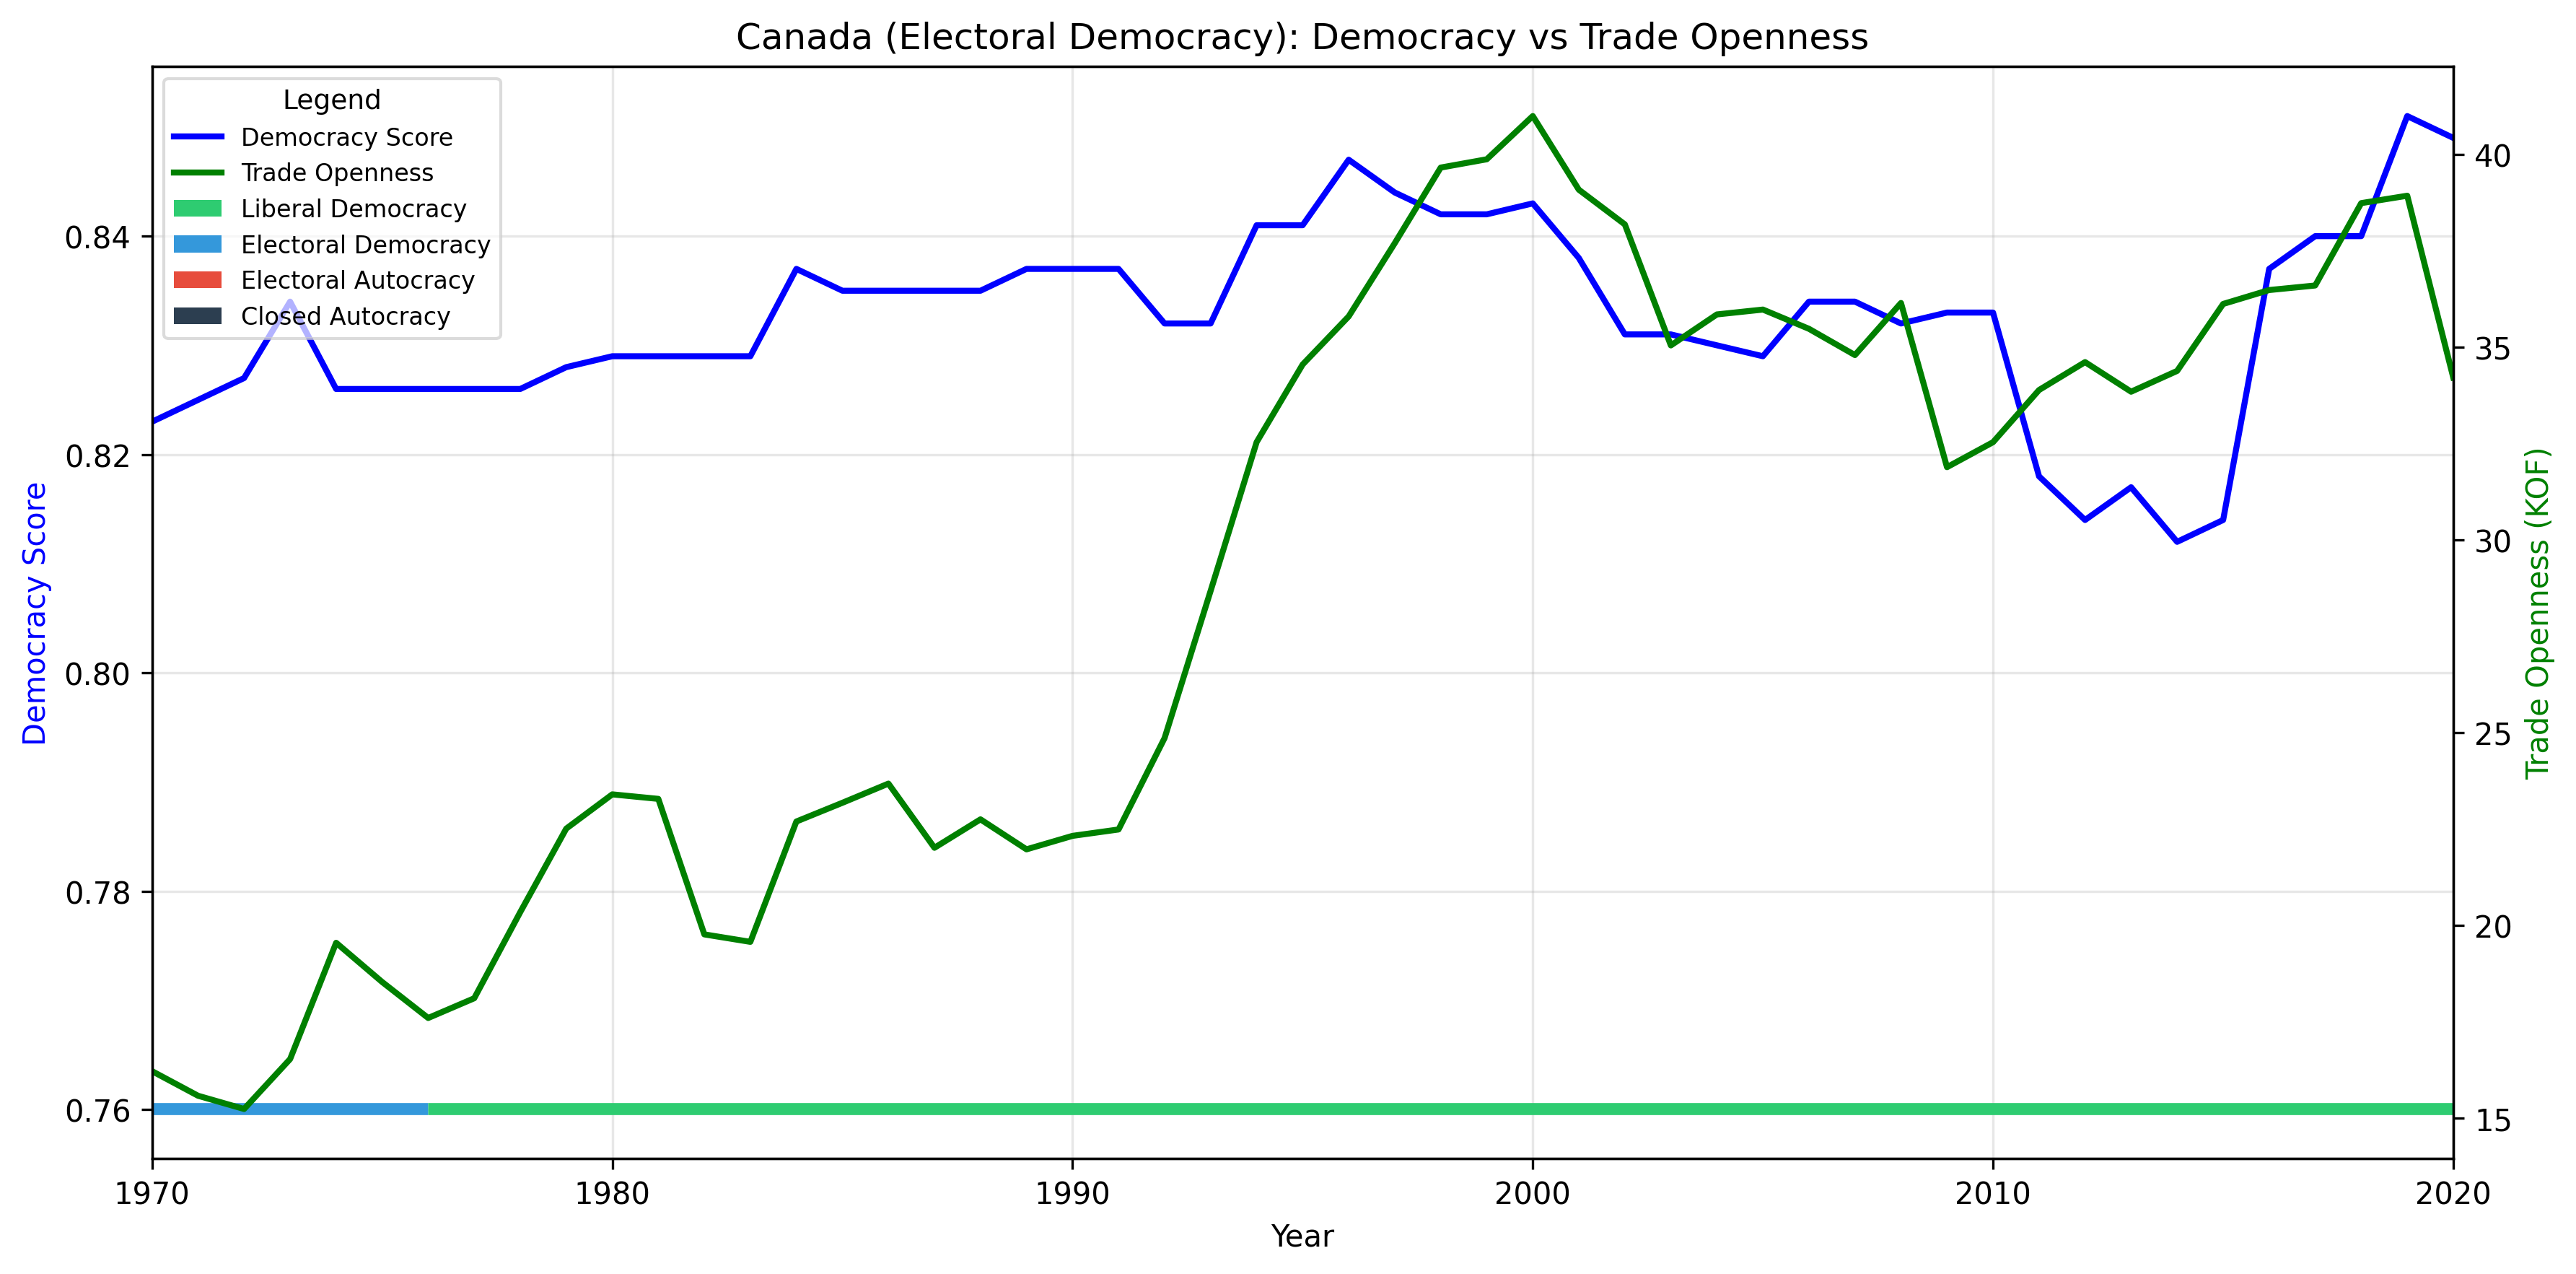 Canada (Electoral Democracy): Democracy vs Trade Openness
Legend
Democracy Score
Trade Openness
Liberal Democracy
Electoral Democracy
Electoral Autocracy
Closed Autocracy
Democracy Score
0.84
0.82
0.80
0.78
0.76
40
35
30
25
20
15
Trade Openness (KOF)
1970
1980
1990
2000
2010
2020
Year